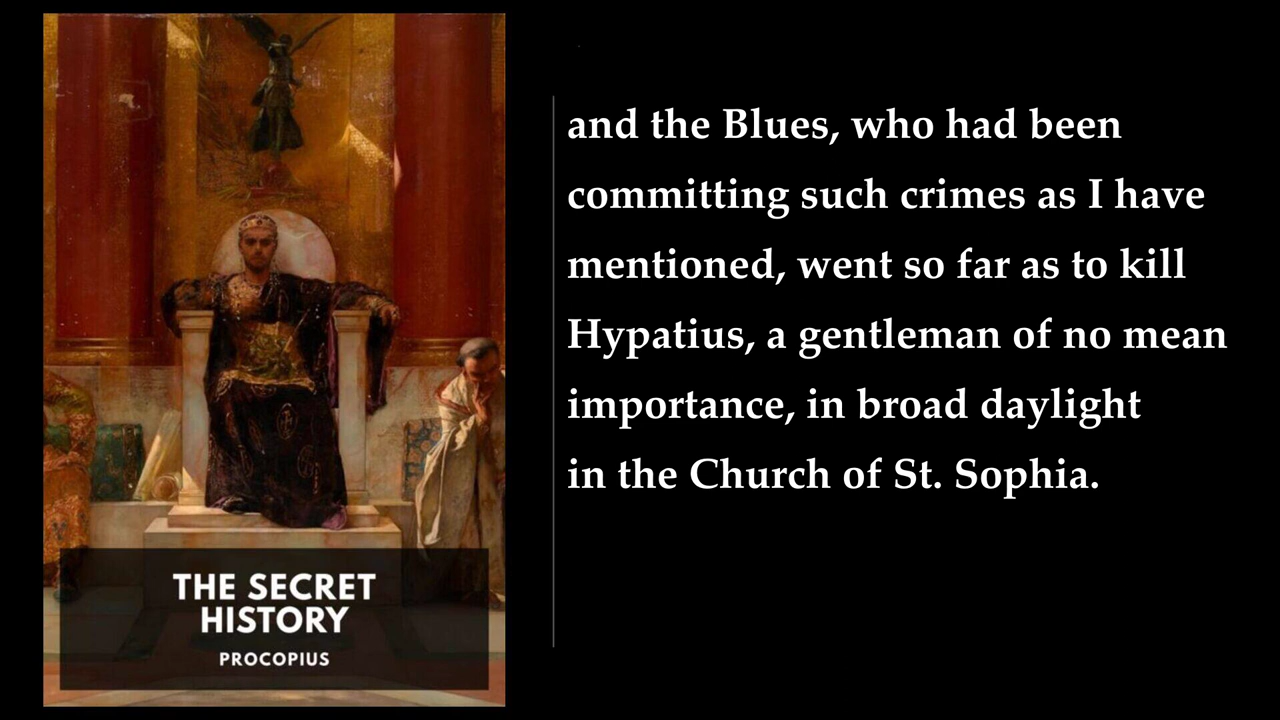 THE SECRET
HISTORY
PROCOPIUS
and the Blues, who had been
committing such crimes as I have
mentioned, went so far as to kill
Hypatius, a gentleman of no mean
importance, in broad daylight
in the Church of St. Sophia.